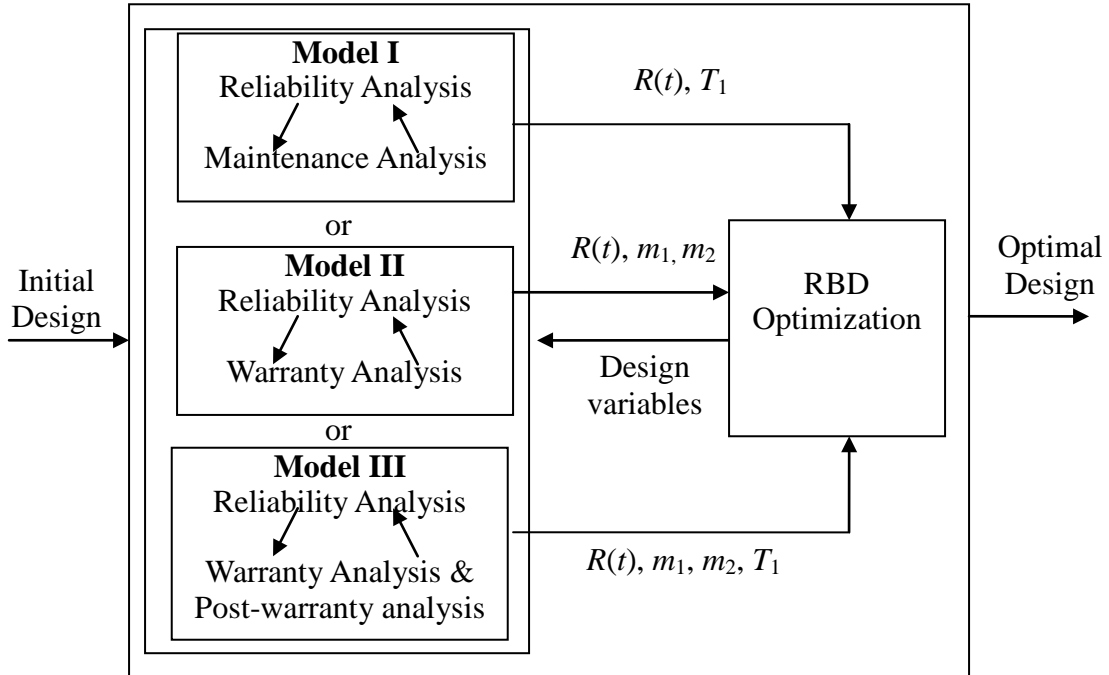 Initial
Design
Model I
Reliability Analysis
Maintenance Analysis
or
Model II
Reliability Analysis
Warranty Analysis
or
Model III
Reliability Analysis
Warranty Analysis &
Post-warranty analysis
R(t), T₁
R(t), m₁, m₂
Design
variables
R(t), m₁, m₂, T₁
RBD
Optimization
Optimal
Design